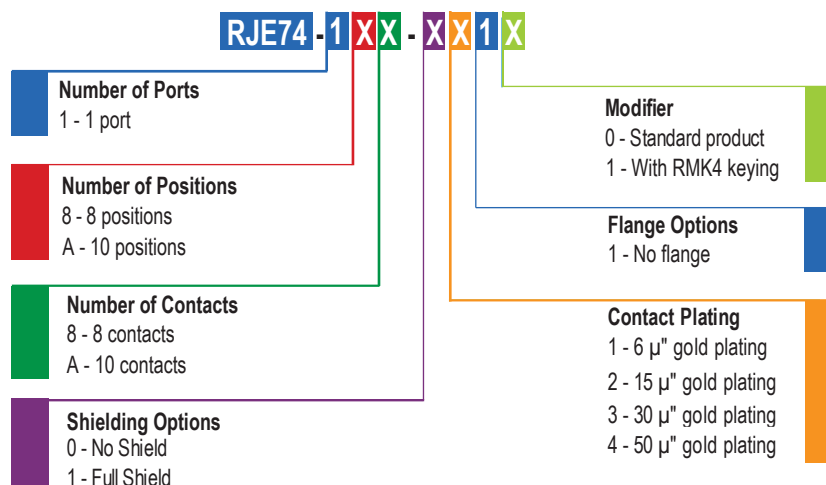 RJE74 - 1 X X - X X 1 X
Number of Ports
1 - 1 port
Number of Positions
8 - 8 positions
A - 10 positions
Number of Contacts
8 - 8 contacts
A - 10 contacts
Shielding Options
0 - No Shield
1 - Full Shield
Modifier
0 - Standard product
1 - With RMK4 keying
Flange Options
1 - No flange
Contact Plating
1 - 6 µ" gold plating
2 - 15 µ" gold plating
3 - 30 µ" gold plating
4 - 50 µ" gold plating